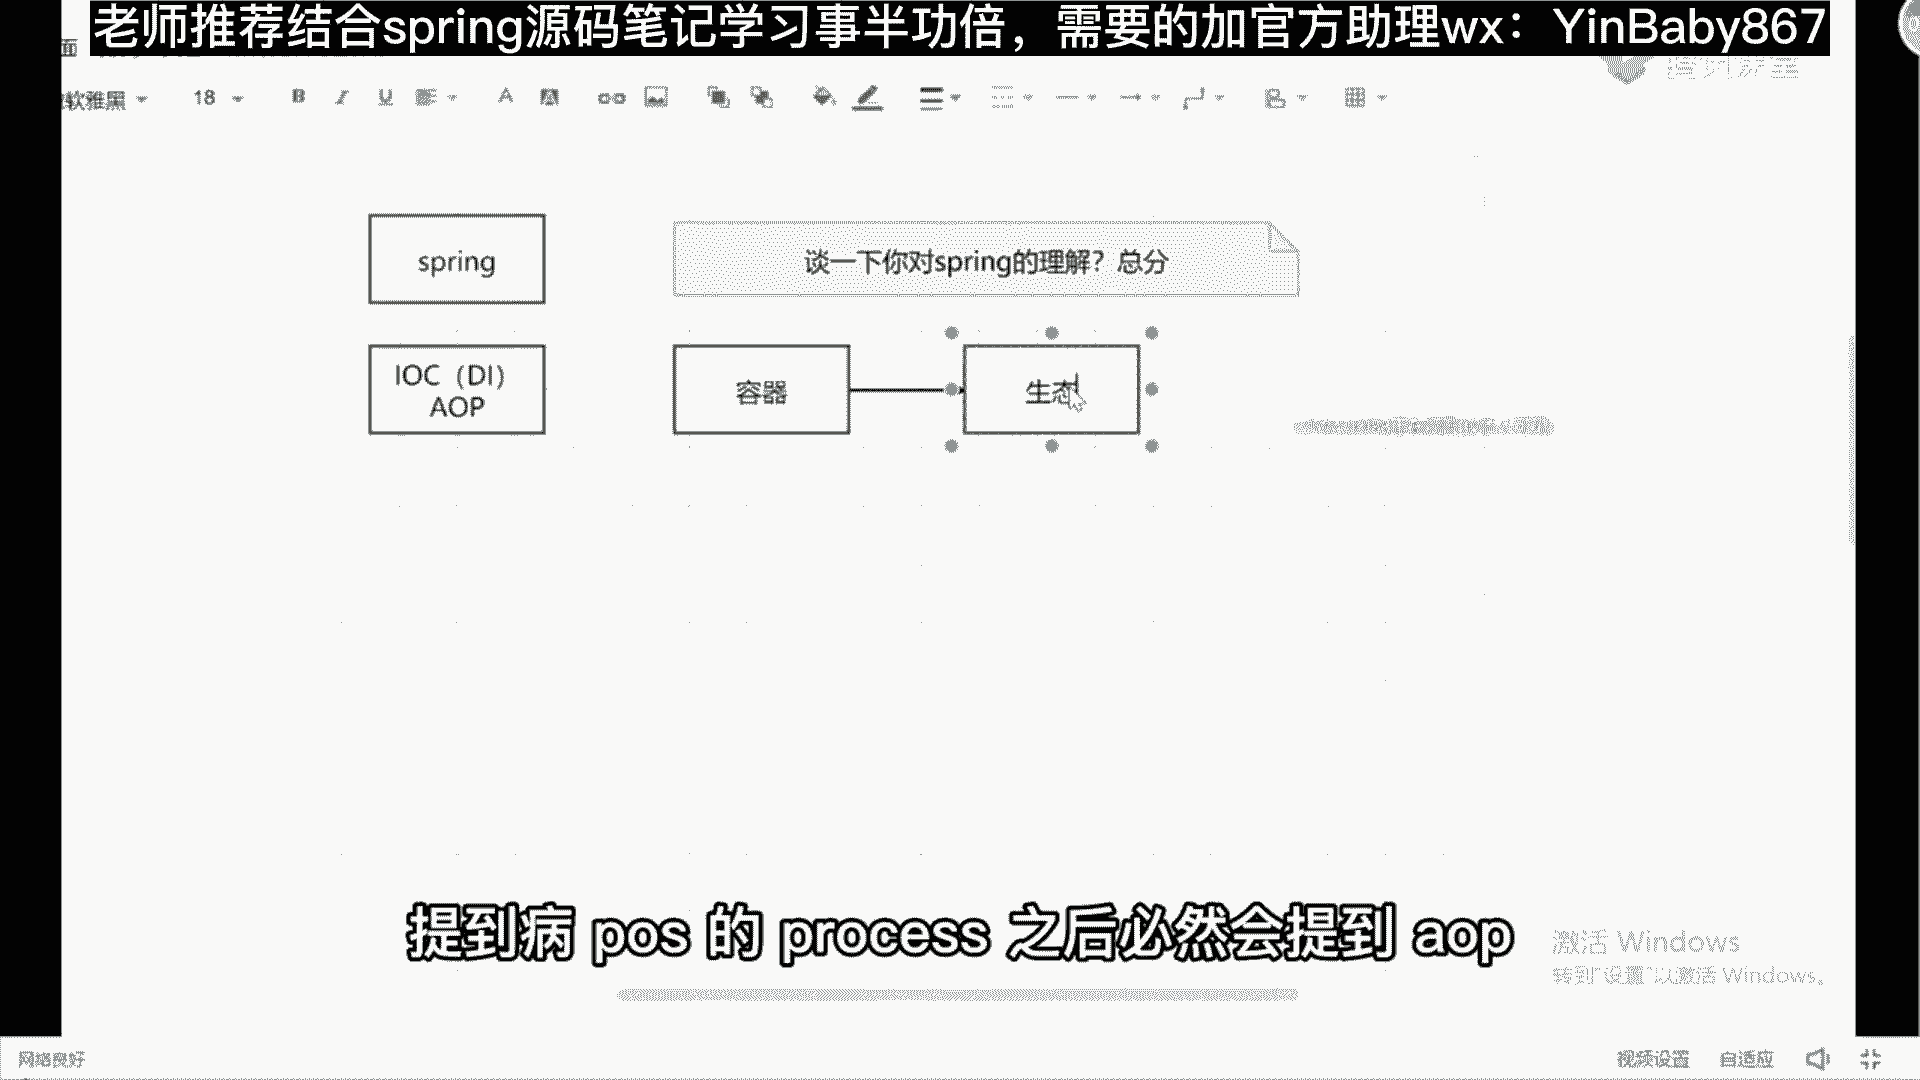 老师推荐结合spring源码笔记学习事半功倍，需要的加官方助理wx：YinBaby867
面
软雅黑
18
spring
谈一下你对spring的理解？总分
IOC（DI）
AOP
容器
生态
提到病 pos 的 process 之后必然会提到 aop
激活 Windows
转到"设置"以激活 Windows。
网络良好
视频设置
自适应